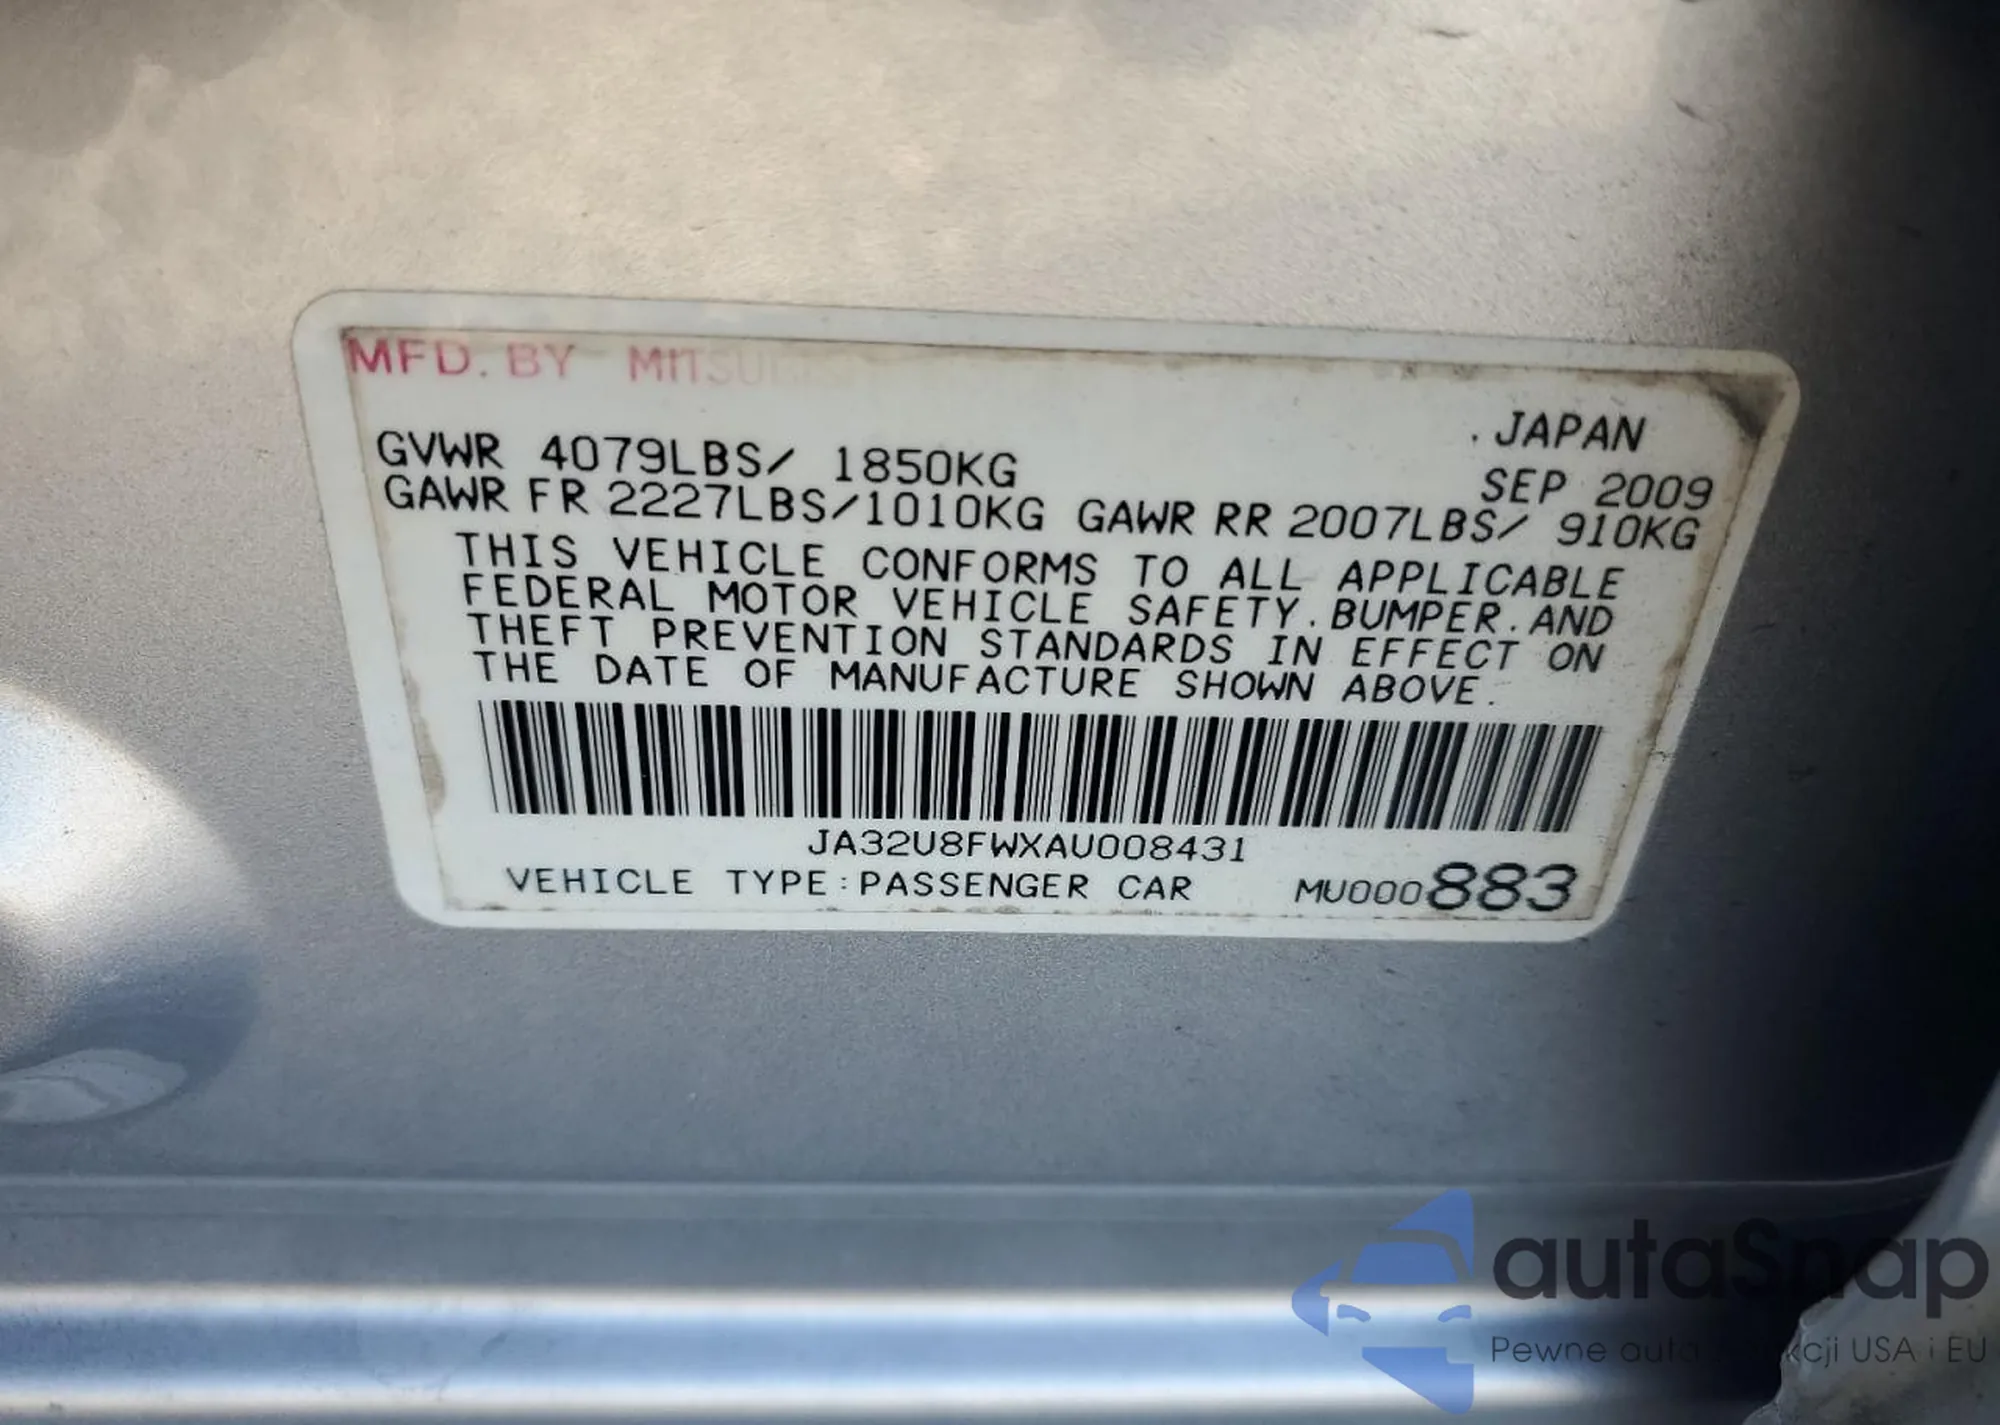 MFD. BY MITSU
. JAPAN
SEP 2009
GVWR 4079LBS/ 1850KG
GAWR FR 2227LBS/1010KG GAWR RR 2007LBS/ 910KG
THIS VEHICLE CONFORMS TO ALL APPLICABLE
FEDERAL MOTOR VEHICLE SAFETY.BUMPER.AND
THEFT PREVENTION STANDARDS IN EFFECT ON
THE DATE OF MANUFACTURE SHOWN ABOVE.
JA32U8FWXAU008431
VEHICLE TYPE:PASSENGER CAR MU000883
autaSnap
Pewne auta kcji USA i EU